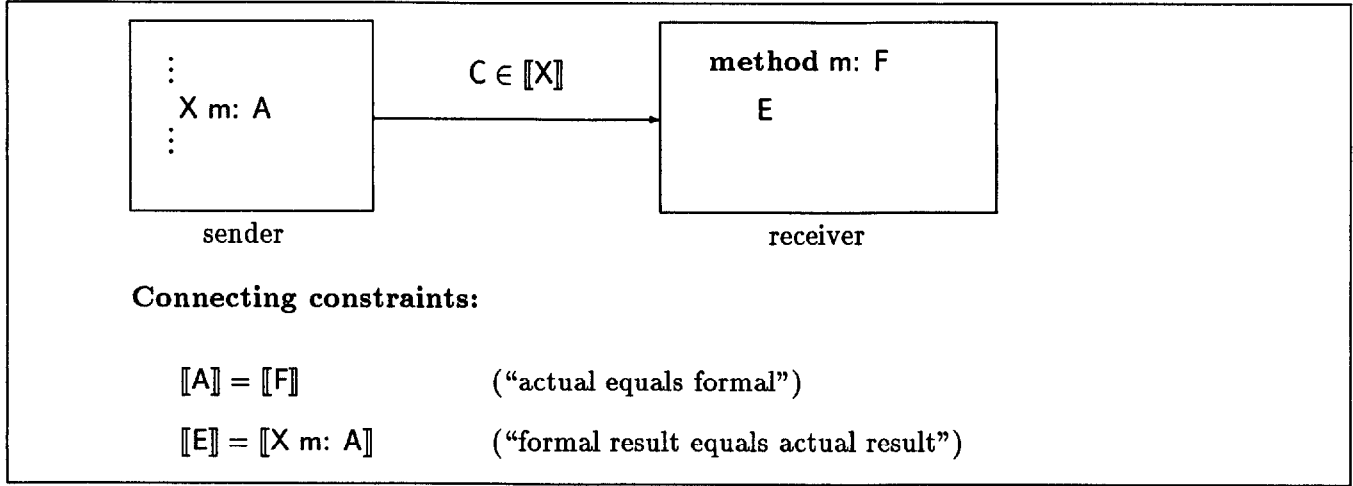 ⋮
X m: A
⋮
sender
C ∈ ⟦X⟧
method m: F
E
receiver
Connecting constraints:
⟦A⟧ = ⟦F⟧ (“actual equals formal”)
⟦E⟧ = ⟦X m: A⟧ (“formal result equals actual result”)